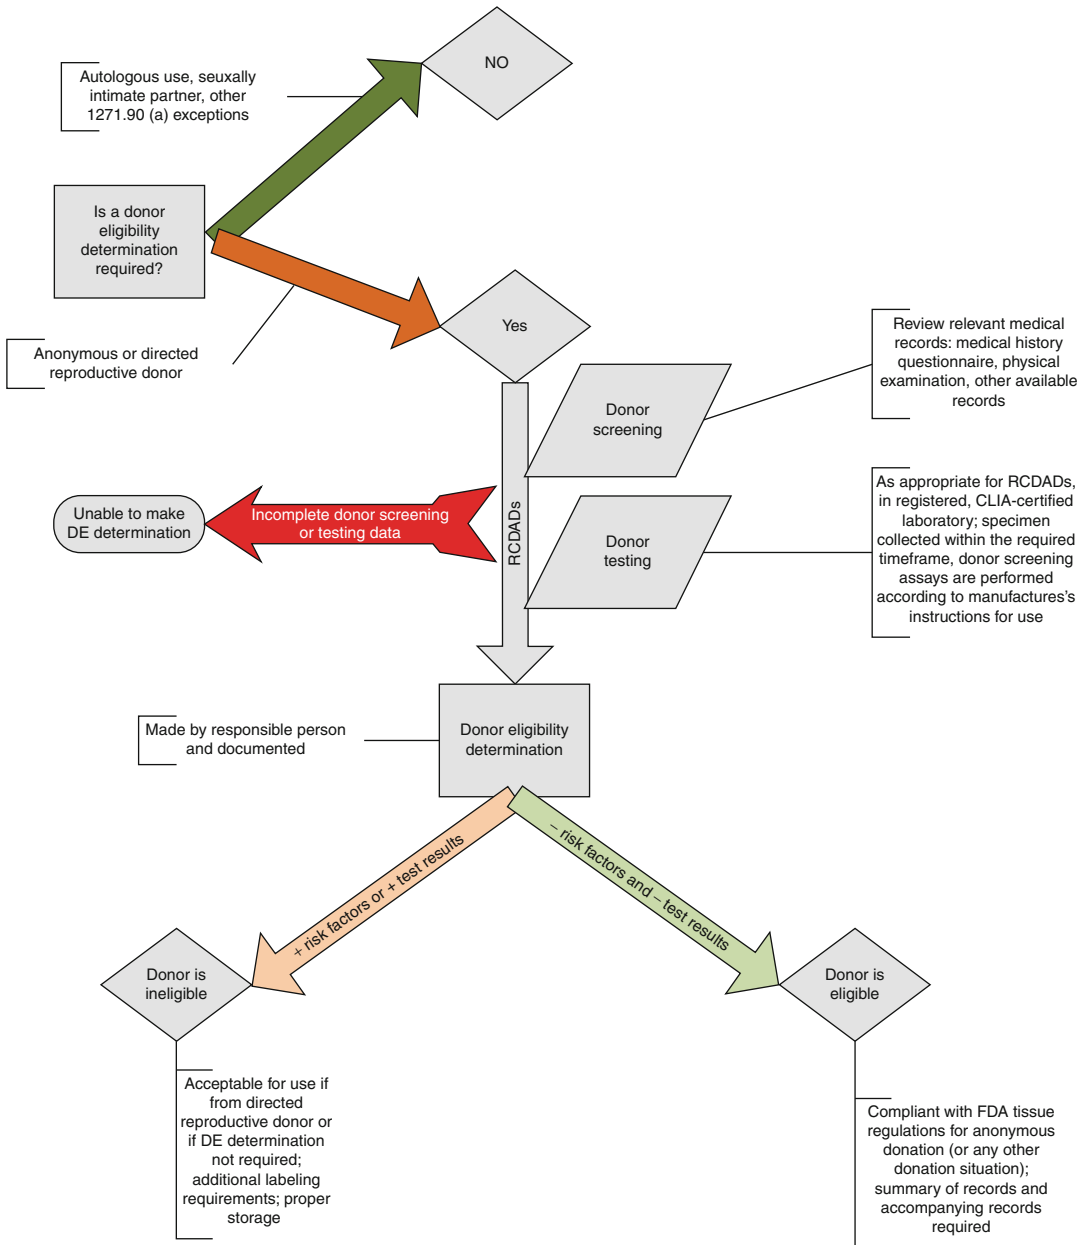 NO
Autologous use, seuxally
intimate partner, other
1271.90 (a) exceptions
Is a donor
eligibility
determination
required?
Yes
Anonymous or directed
reproductive donor
Review relevant medical
records: medical history
questionnaire, physical
examination, other available
records
Donor
screening
Unable to make
DE determination
Incomplete donor screening
or testing data
RCDADs
Donor
testing
As appropriate for RCDADs,
in registered, CLIA-certified
laboratory; specimen
collected within the required
timeframe, donor screening
assays are performed
according to manufactures's
instructions for use
Made by responsible person
and documented
Donor eligibility
determination
+ risk factors or + test results
– risk factors and – test results
Donor is
ineligible
Donor is
eligible
Acceptable for use if
from directed
reproductive donor or
if DE determination
not required;
additional labeling
requirements; proper
storage
Compliant with FDA tissue
regulations for anonymous
donation (or any other
donation situation);
summary of records and
accompanying records
required